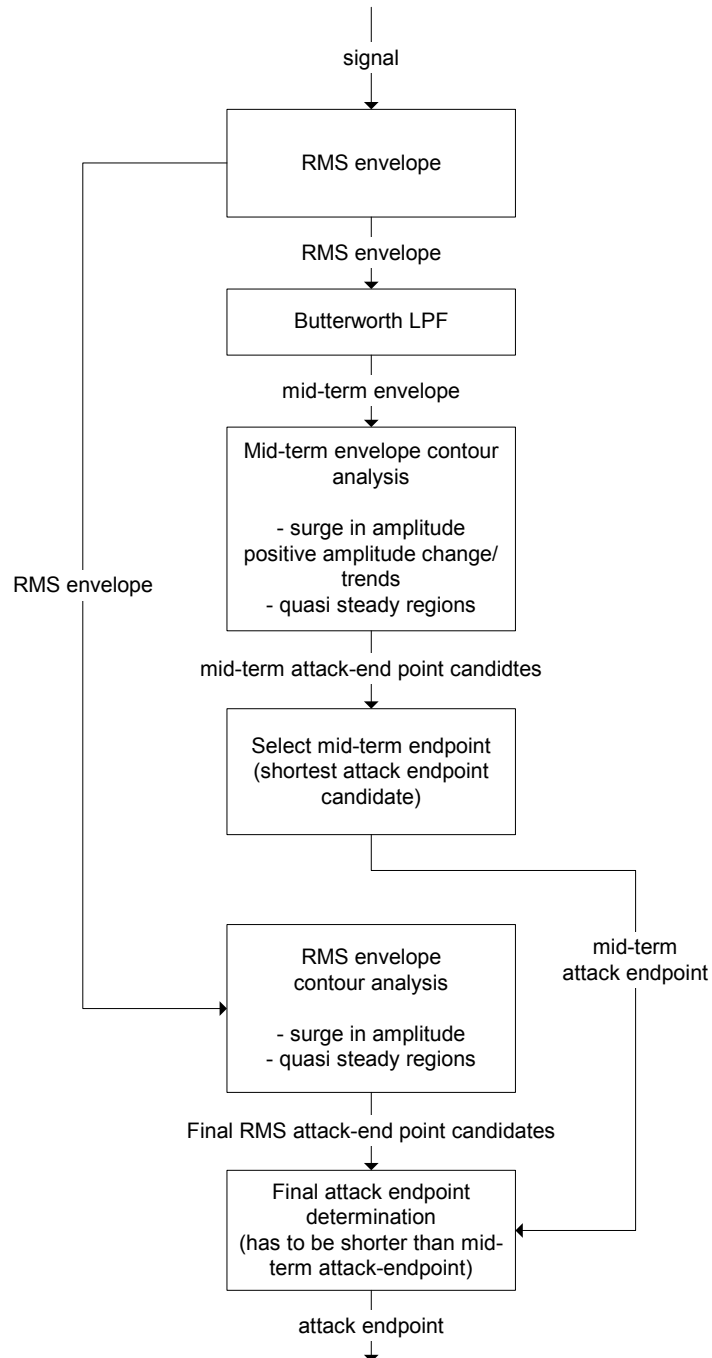 signal
RMS envelope
RMS envelope
Butterworth LPF
mid-term envelope
Mid-term envelope contour
analysis
- surge in amplitude
positive amplitude change/
trends
- quasi steady regions
RMS envelope
mid-term attack-end point candidtes
Select mid-term endpoint
(shortest attack endpoint
candidate)
mid-term
attack endpoint
RMS envelope
contour analysis
- surge in amplitude
- quasi steady regions
Final RMS attack-end point candidates
Final attack endpoint
determination
(has to be shorter than mid-
term attack-endpoint)
attack endpoint